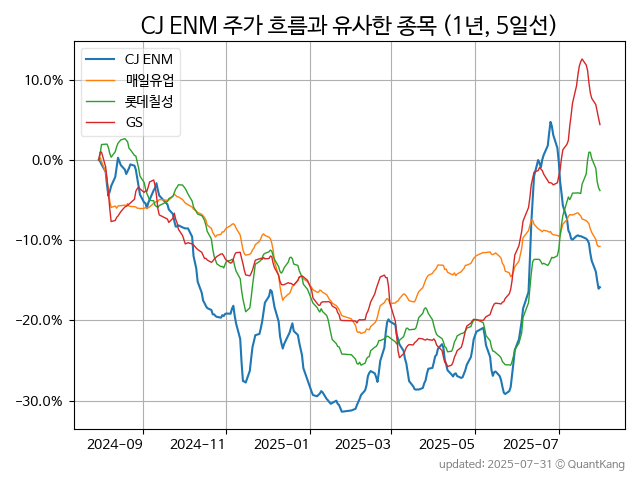 CJ ENM 주가 흐름과 유사한 종목 (1년, 5일선)
CJ ENM
매일유업
롯데칠성
GS
10.0%
0.0%
-10.0%
-20.0%
-30.0%
2024-09 2024-11 2025-01 2025-03 2025-05 2025-07
updated: 2025-07-31 © QuantKang